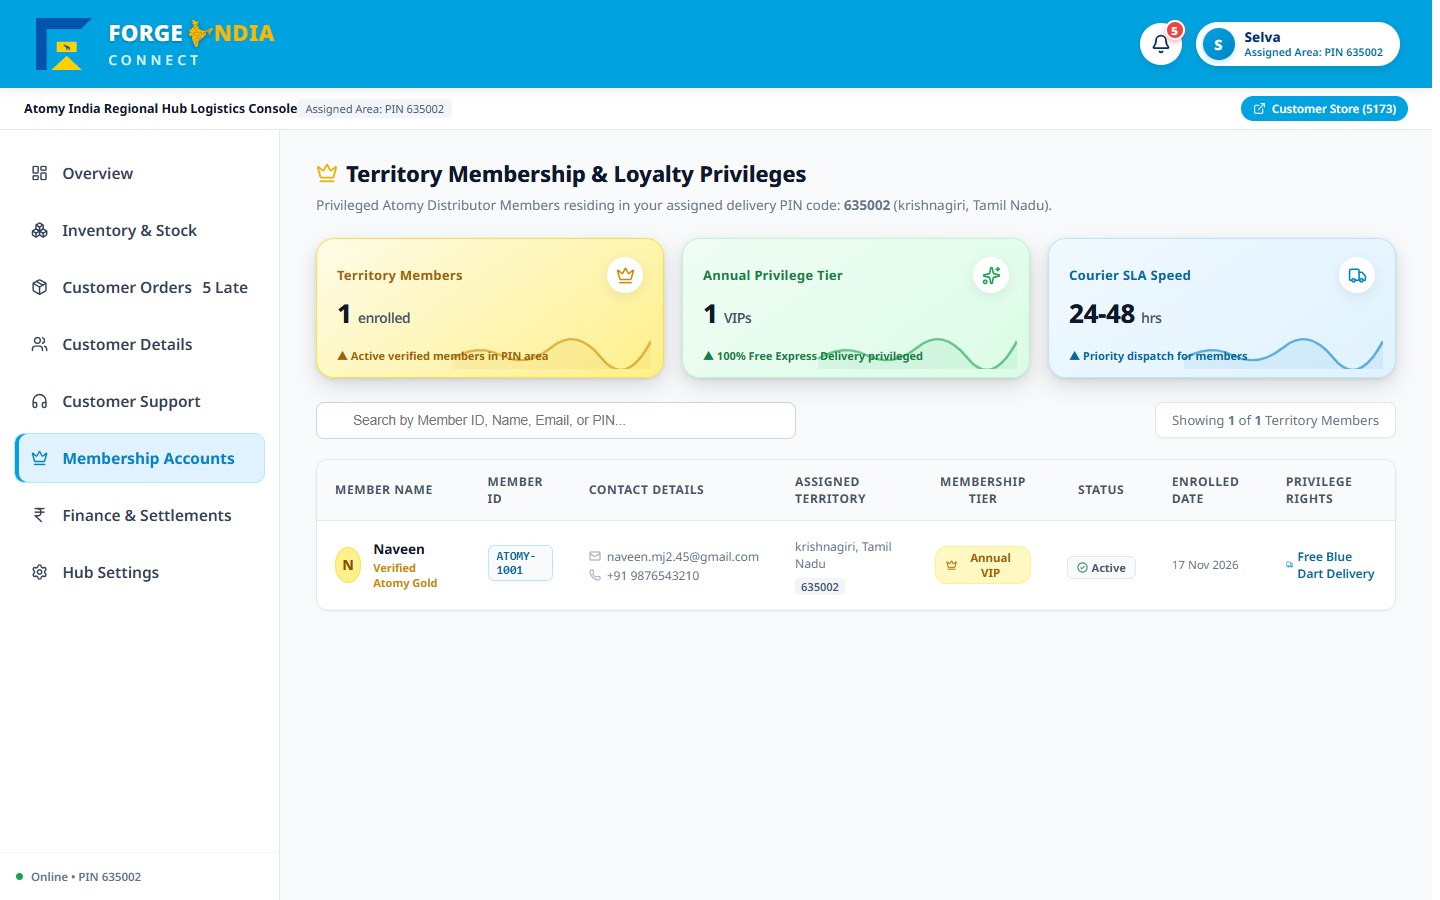 FORGE INDIA
CONNECT
5
S
Selva
Assigned Area: PIN 635002
Atomy India Regional Hub Logistics Console
Assigned Area: PIN 635002
Customer Store (5173)
Overview
Inventory & Stock
Customer Orders 5 Late
Customer Details
Customer Support
Membership Accounts
Finance & Settlements
Hub Settings
Online • PIN 635002
Territory Membership & Loyalty Privileges
Privileged Atomy Distributor Members residing in your assigned delivery PIN code: 635002 (krishnagiri, Tamil Nadu).
Territory Members
1 enrolled
▲ Active verified members in PIN area
Annual Privilege Tier
1 VIPs
▲ 100% Free Express Delivery privileged
Courier SLA Speed
24-48 hrs
▲ Priority dispatch for members
Search by Member ID, Name, Email, or PIN...
Showing 1 of 1 Territory Members
MEMBER NAME
MEMBER
ID
CONTACT DETAILS
ASSIGNED
TERRITORY
MEMBERSHIP
TIER
STATUS
ENROLLED
DATE
PRIVILEGE
RIGHTS
N
Naveen
Verified
Atomy Gold
ATOMY-
1001
naveen.mj2.45@gmail.com
+91 9876543210
krishnagiri, Tamil
Nadu
635002
Annual
VIP
Active
17 Nov 2026
Free Blue
Dart Delivery